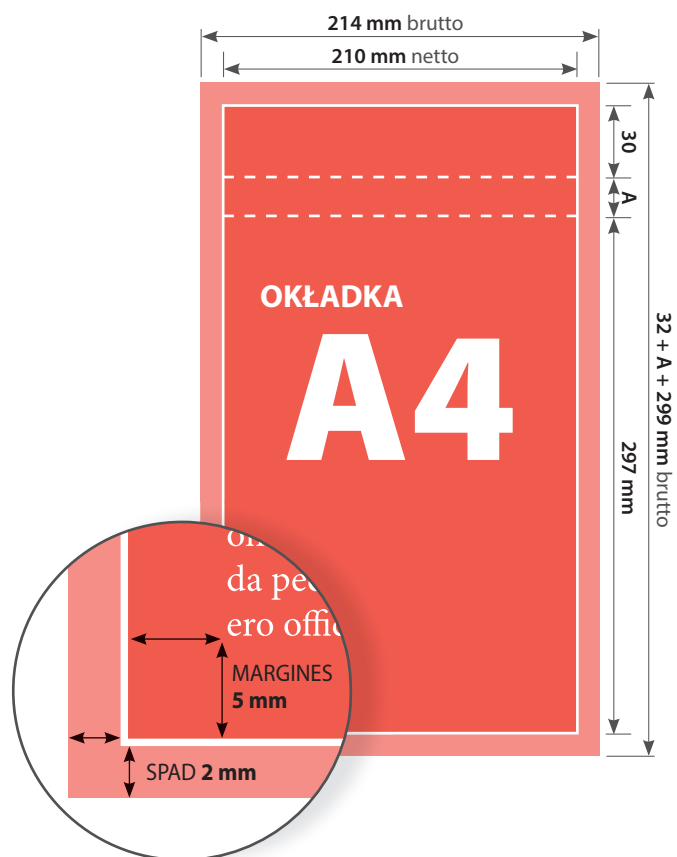 214 mm brutto
210 mm netto
30
A
OKŁADKA
A4
297 mm
32 + A + 299 mm brutto
da pe
ero offic
MARGINES
5 mm
SPAD 2 mm